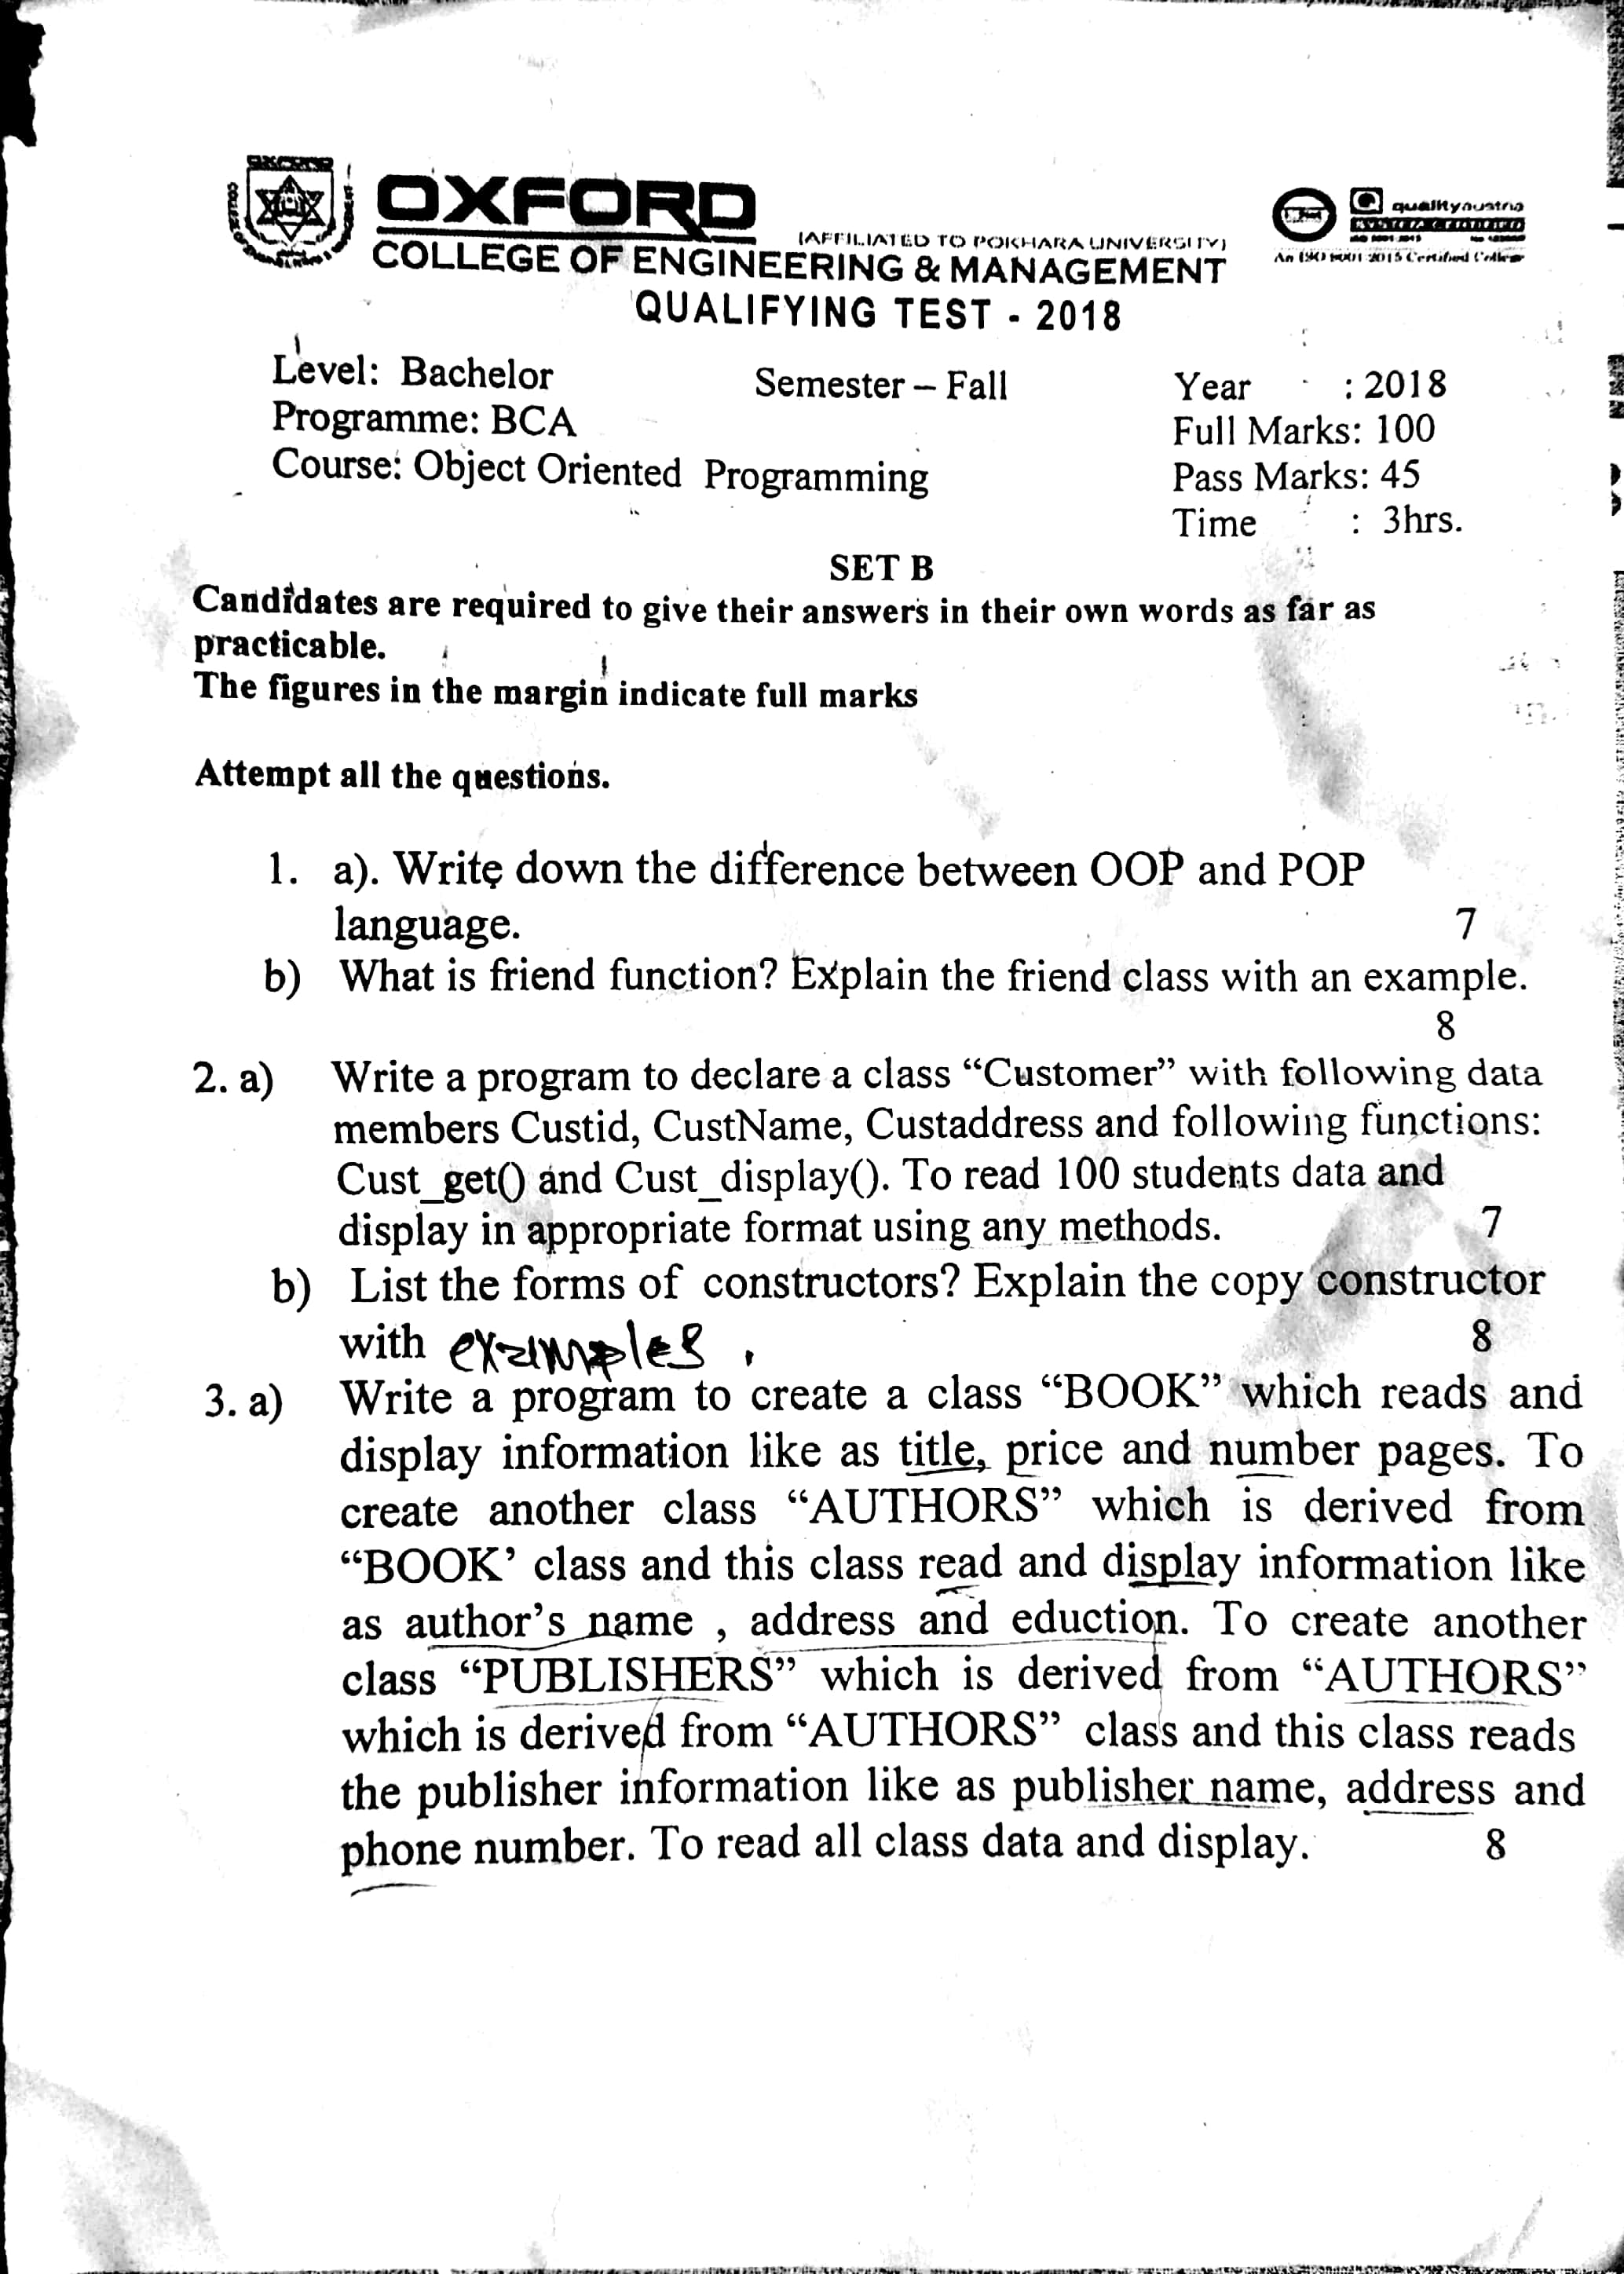 OXFORD
(AFFILIATED TO POKHARA UNIVERSITY)
COLLEGE OF ENGINEERING & MANAGEMENT
qualityaustria
An ISO 9001:2015 Certified College
QUALIFYING TEST - 2018
Level: Bachelor Semester – Fall Year : 2018
Programme: BCA Full Marks: 100
Course: Object Oriented Programming Pass Marks: 45
Time : 3hrs.
SET B
Candidates are required to give their answers in their own words as far as
practicable.
The figures in the margin indicate full marks
Attempt all the questions.
1. a). Write down the difference between OOP and POP
language. 7
b) What is friend function? Explain the friend class with an example.
8
2. a) Write a program to declare a class “Customer” with following data
members Custid, CustName, Custaddress and following functions:
Cust_get() and Cust_display(). To read 100 students data and
display in appropriate format using any methods. 7
b) List the forms of constructors? Explain the copy constructor
with examples. 8
3. a) Write a program to create a class “BOOK” which reads and
display information like as title, price and number pages. To
create another class “AUTHORS” which is derived from
“BOOK’ class and this class read and display information like
as author’s name , address and eduction. To create another
class “PUBLISHERS” which is derived from “AUTHORS”
which is derived from “AUTHORS” class and this class reads
the publisher information like as publisher name, address and
phone number. To read all class data and display. 8